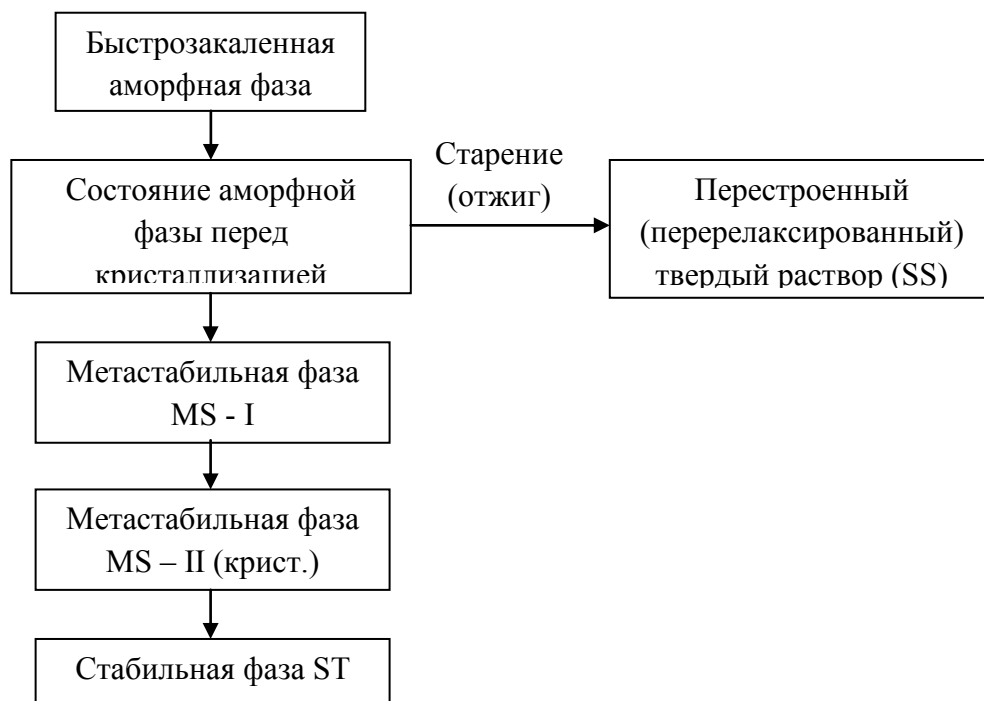 Быстрозакаленная
аморфная фаза
Состояние аморфной
фазы перед
кристаллизацией
Старение
(отжиг)
Перестроенный
(перерелаксированный)
твердый раствор (SS)
Метастабильная фаза
MS - I
Метастабильная фаза
MS – II (крист.)
Стабильная фаза ST